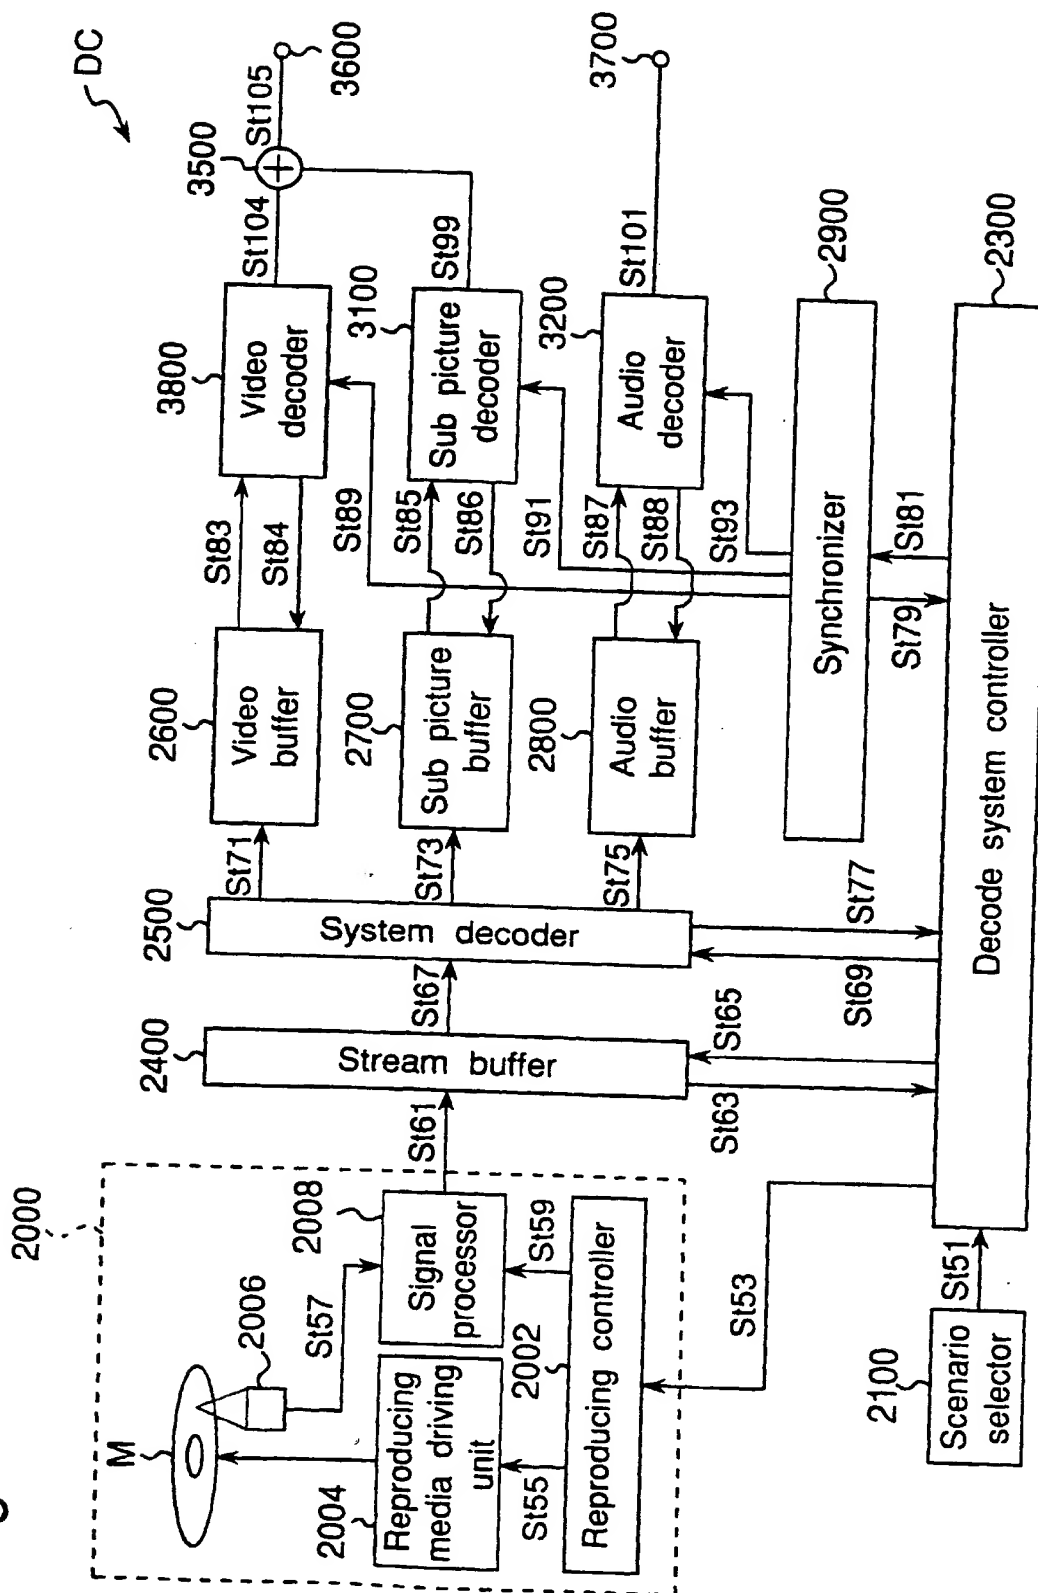 DC
2000
M
2006
St57
2004
Reproducing
media driving
unit
St55
2008
Signal
processor
St59
2002
Reproducing controller
St53
2100
Scenario
selector
St51
St61
2400
Stream buffer
St63
St65
St67
2500
System decoder
St69
St77
St71
St73
St75
2600
Video
buffer
2700
Sub picture
buffer
2800
Audio
buffer
St83
St84
St89
St85
St86
St91
St87
St88
St93
3800
Video
decoder
3100
Sub picture
decoder
3200
Audio
decoder
St104
St99
St101
3500
+
St105
3600
3700
Synchronizer
2900
St79
St81
Decode system controller
2300